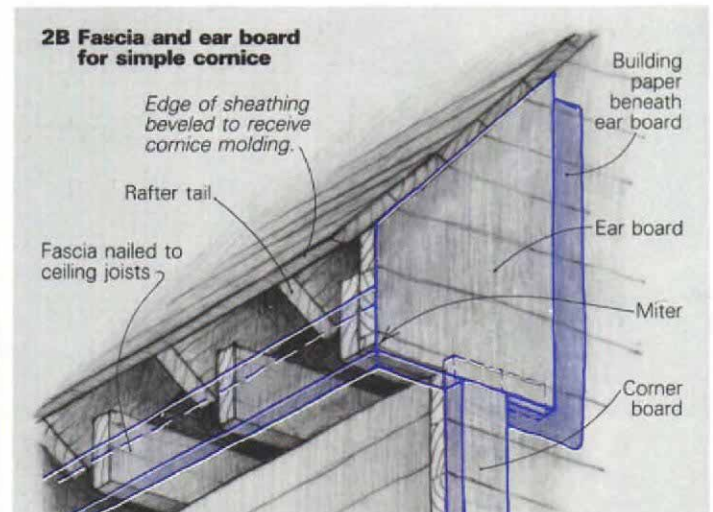 2B Fascia and ear board
for simple cornice
Edge of sheathing
beveled to receive
cornice molding.
Rafter tail
Fascia nailed to
ceiling joists
Building
paper
beneath
ear board
Ear board
Miter
Corner
board